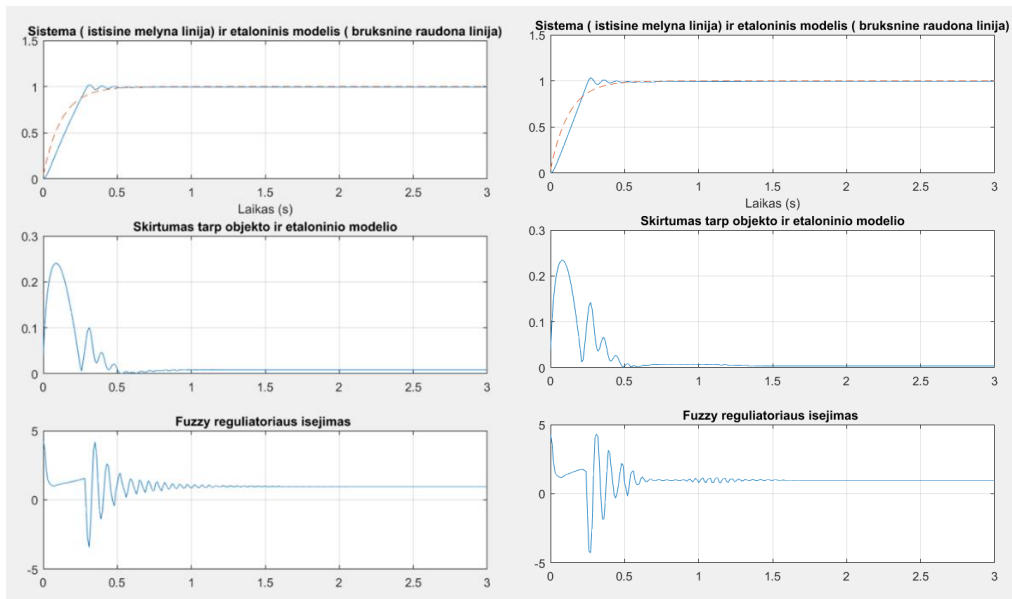 Sistema ( istisine melyna linija) ir etaloninis modelis ( bruksnine raudona linija)
1.5
1
0.5
0
0 0.5 1 1.5 2 2.5 3
Laikas (s)
Skirtumas tarp objekto ir etaloninio modelio
0.3
0.2
0.1
0
0 0.5 1 1.5 2 2.5 3
Fuzzy reguliatoriaus isejimas
5
0
-5
0 0.5 1 1.5 2 2.5 3
Sistema ( istisine melyna linija) ir etaloninis modelis ( bruksnine raudona linija)
1.5
1
0.5
0
0 0.5 1 1.5 2 2.5 3
Laikas (s)
Skirtumas tarp objekto ir etaloninio modelio
0.3
0.2
0.1
0
0 0.5 1 1.5 2 2.5 3
Fuzzy reguliatoriaus isejimas
5
0
-5
0 0.5 1 1.5 2 2.5 3